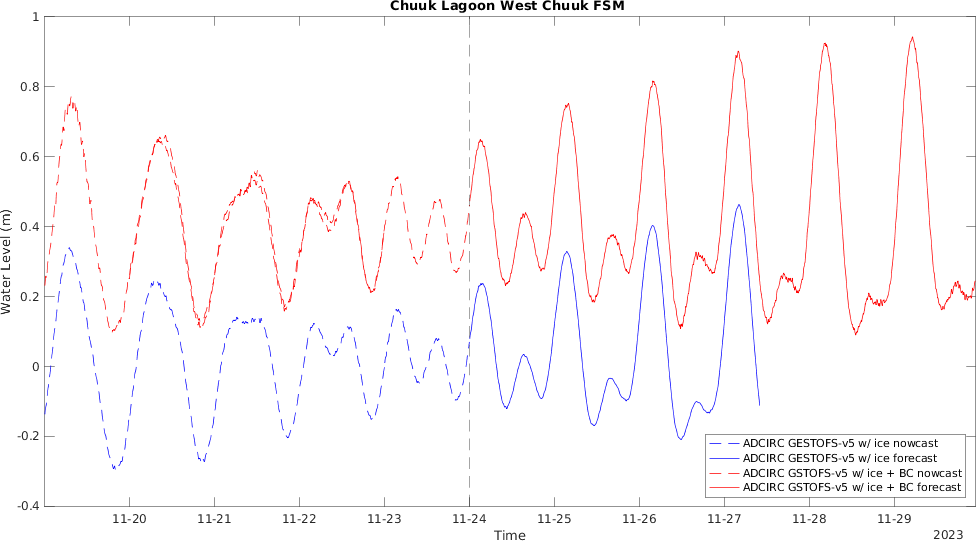 Chuuk Lagoon West Chuuk FSM
Water Level (m)
1
0.8
0.6
0.4
0.2
0
-0.2
-0.4
ADCIRC GESTOFS-v5 w/ ice nowcast
ADCIRC GESTOFS-v5 w/ ice forecast
ADCIRC GSTOFS-v5 w/ ice + BC nowcast
ADCIRC GSTOFS-v5 w/ ice + BC forecast
11-20 11-21 11-22 11-23 11-24 11-25 11-26 11-27 11-28 11-29
Time
2023